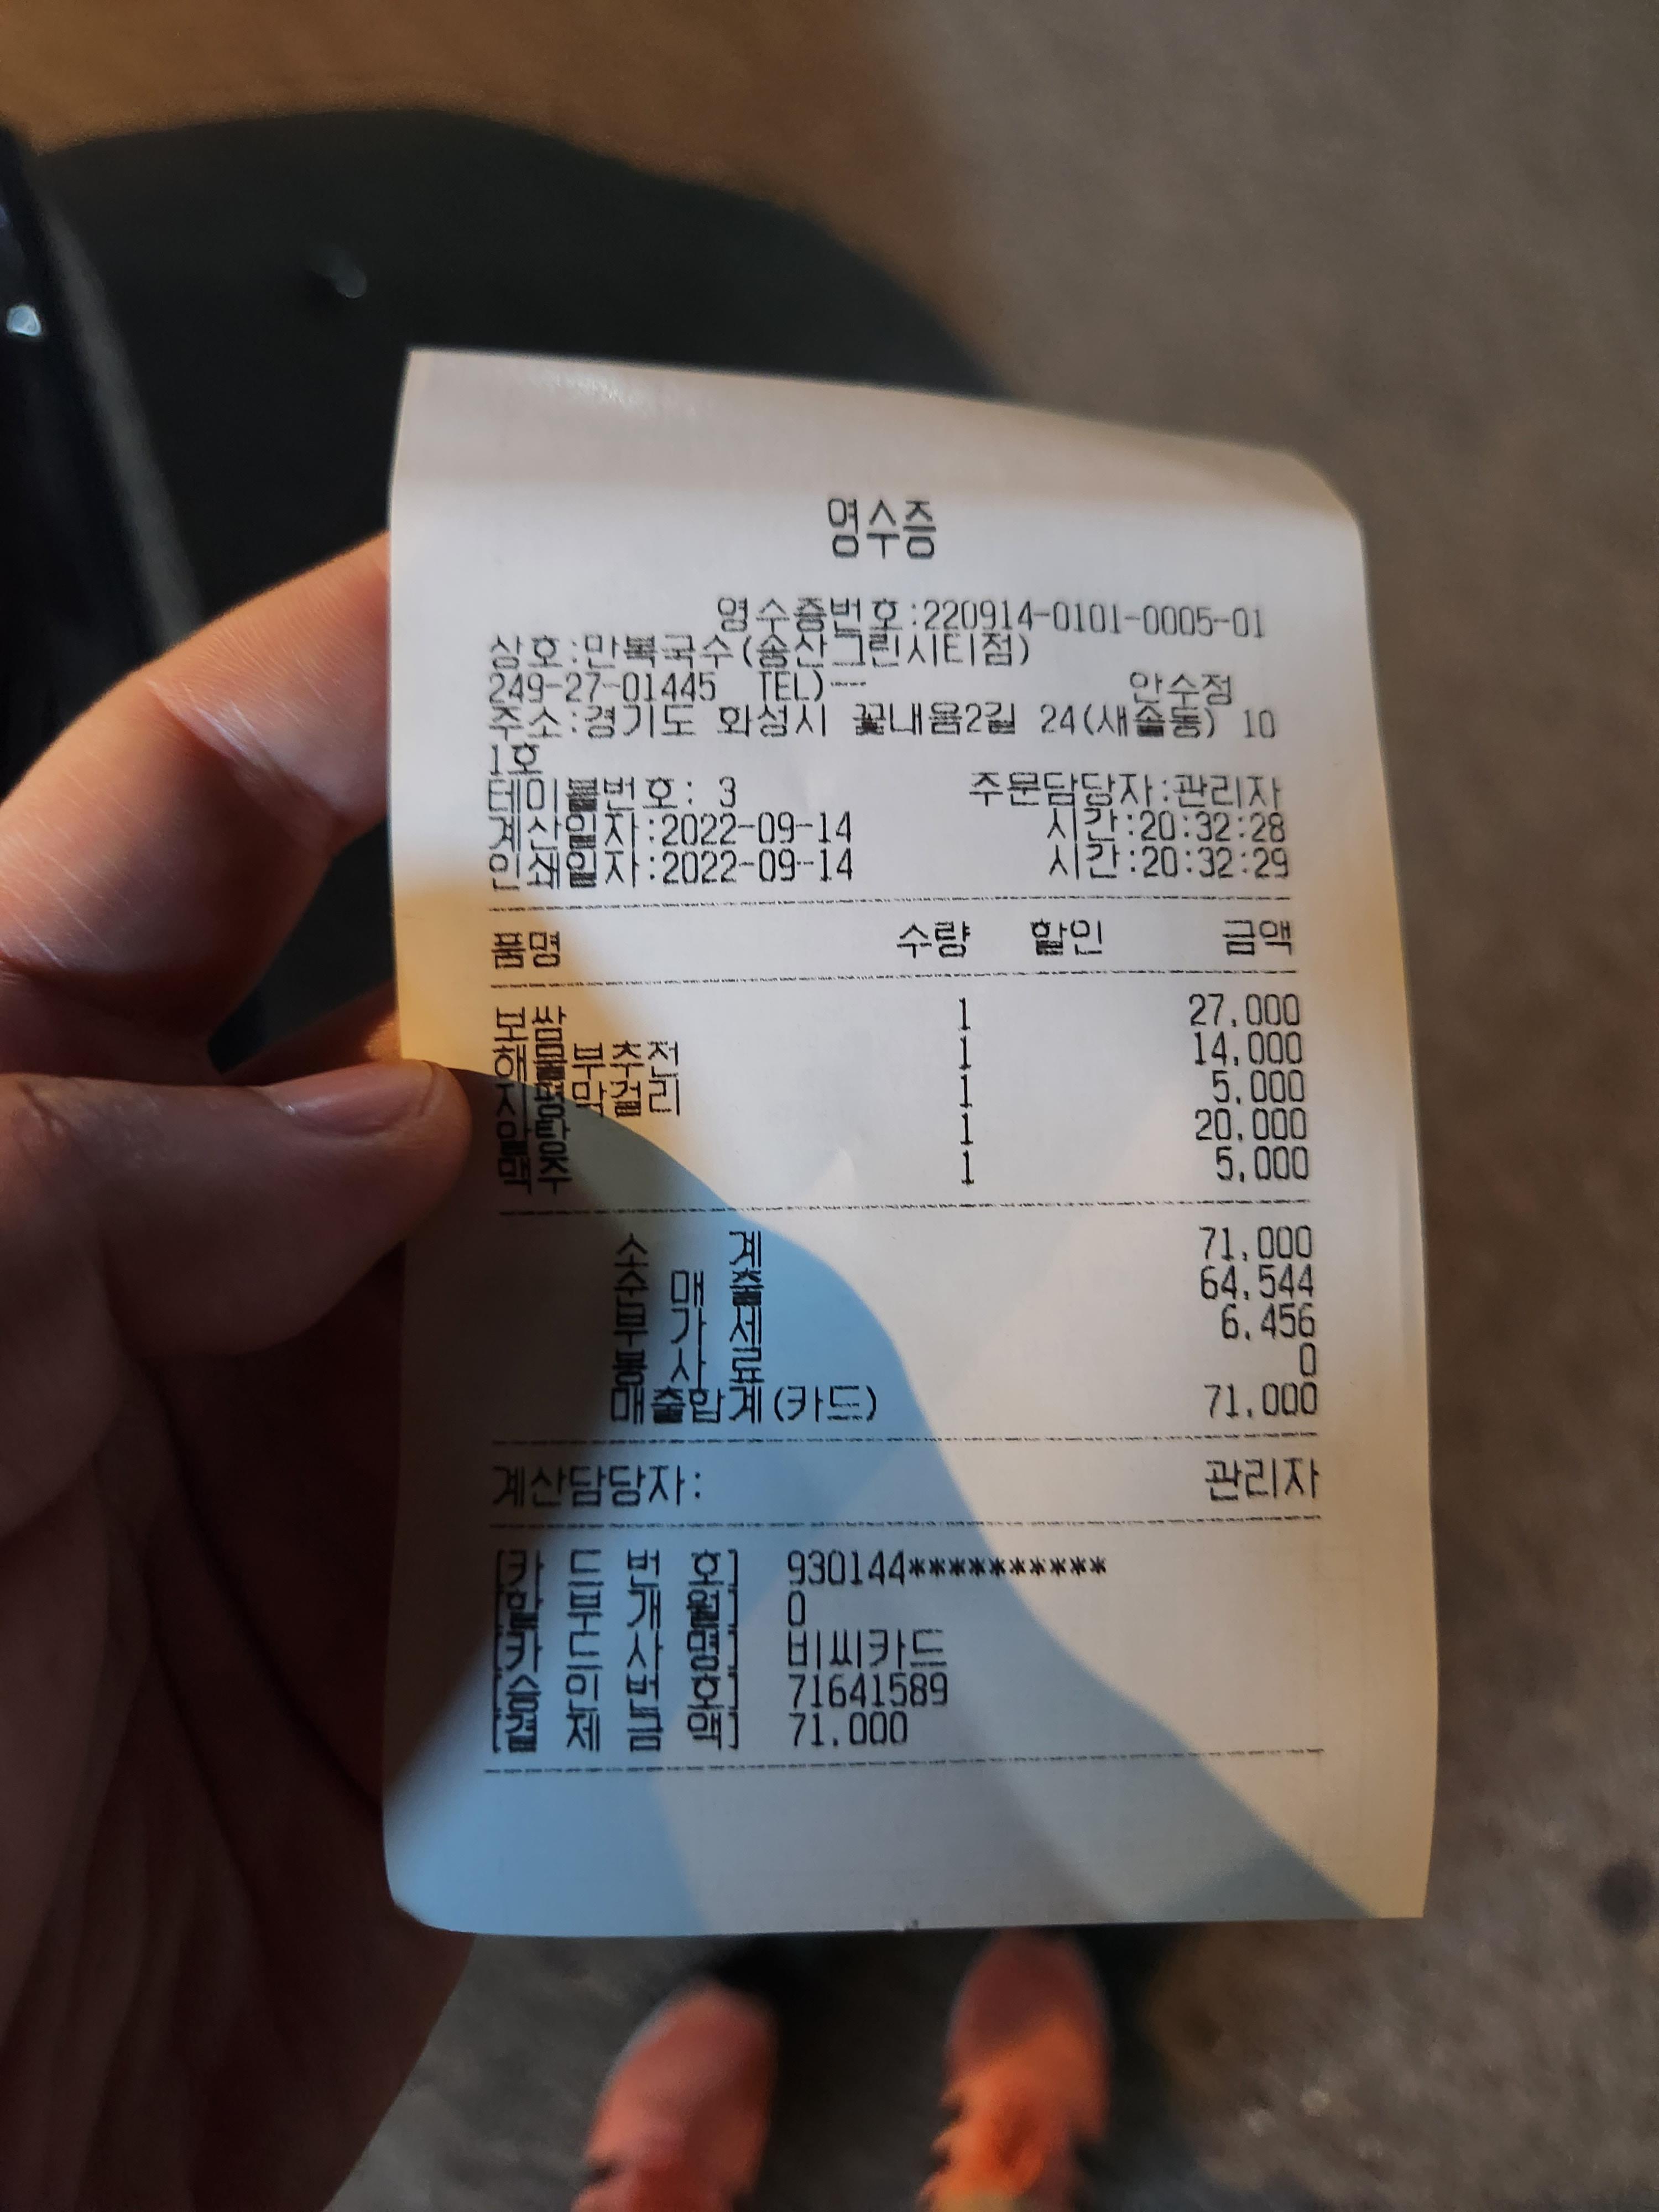 영수증
영수증번호:220914-0101-0005-01
상호:만복국수(송산그린시티점)
249-27-01445 TEL)--- 안수정
주소:경기도 화성시 꽃내음2길 24(새솔동) 10
1호
테이블번호: 3 주문담당자:관리자
계산일자:2022-09-14 시간:20:32:28
인쇄일자:2022-09-14 시간:20:32:29
품명 수량 할인 금액
보쌈 1 27,000
해물부추전 1 14,000
지평막걸리 1 5,000
알탕 1 20,000
맥주 1 5,000
소 계 71,000
순 매 출 64,544
부 가 세 6,456
봉 사 료 0
매출합계(카드) 71,000
계산담당자: 관리자
[카 드 번 호] 930144**********
[할 부 개 월] 0
[카 드 사 명] 비씨카드
[승 인 번 호] 71641589
[결 제 금 액] 71,000